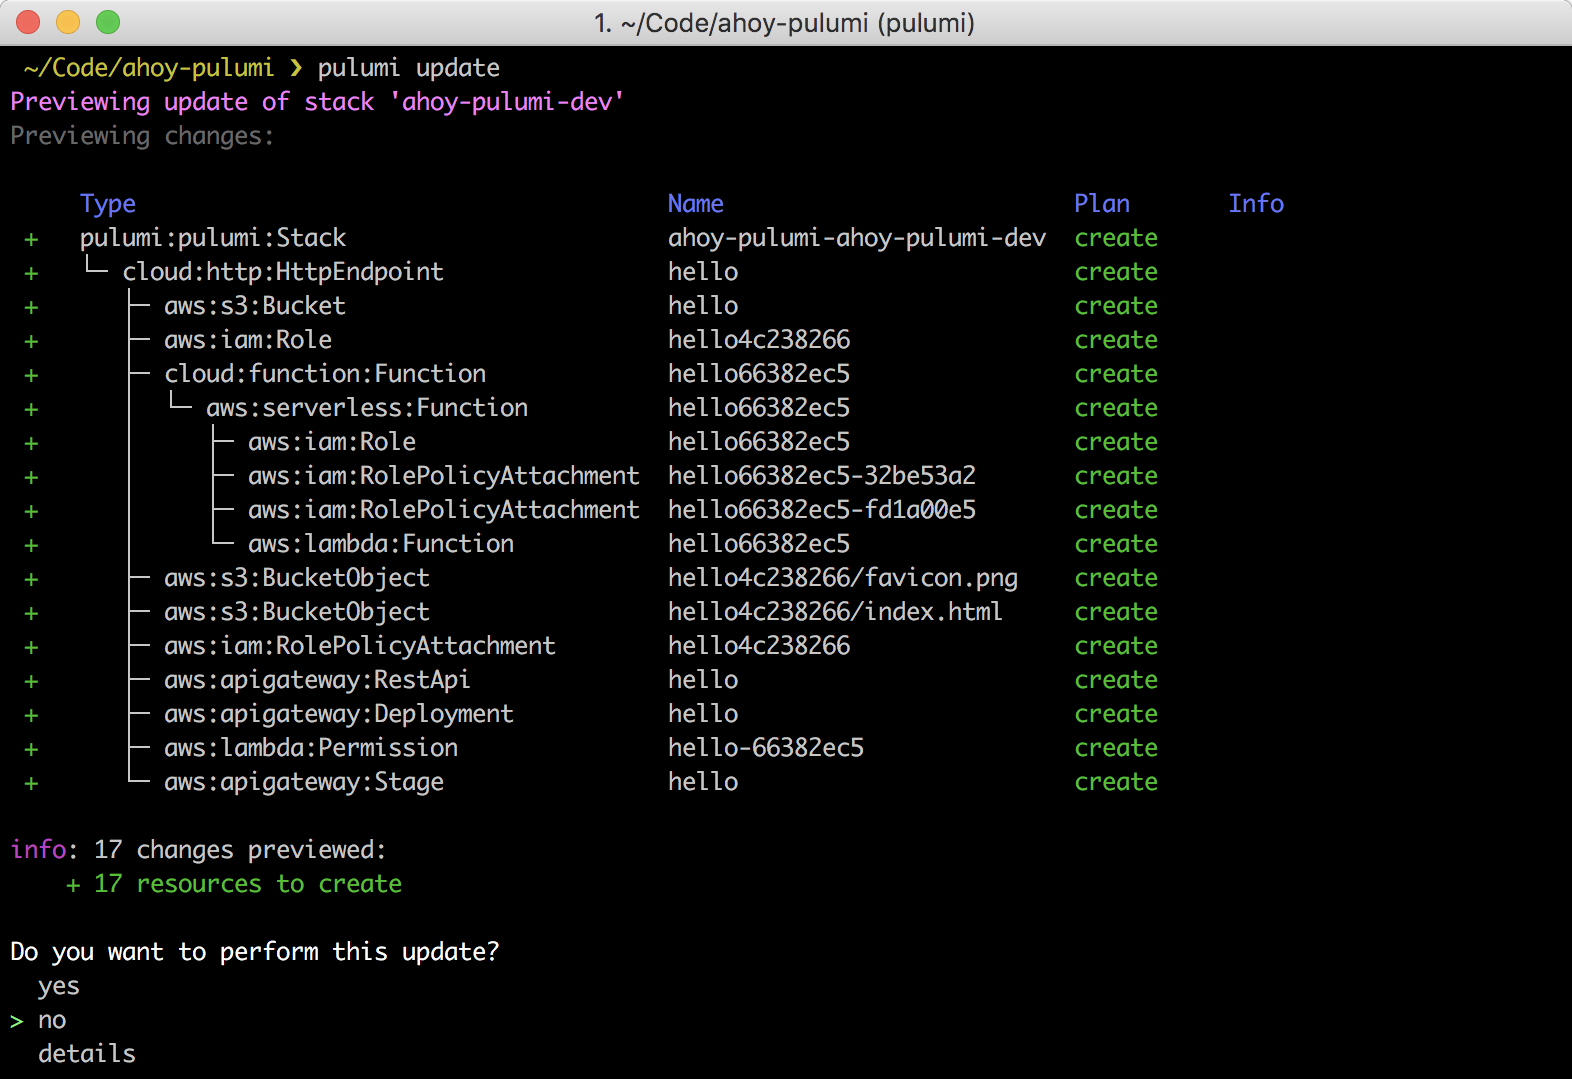 1. ~/Code/ahoy-pulumi (pulumi)
~/Code/ahoy-pulumi ❯ pulumi update
Previewing update of stack 'ahoy-pulumi-dev'
Previewing changes:
Type Name Plan Info
+ pulumi:pulumi:Stack ahoy-pulumi-ahoy-pulumi-dev create
+ └─ cloud:http:HttpEndpoint hello create
+ ├─ aws:s3:Bucket hello create
+ ├─ aws:iam:Role hello4c238266 create
+ ├─ cloud:function:Function hello66382ec5 create
+ │ └─ aws:serverless:Function hello66382ec5 create
+ │ ├─ aws:iam:Role hello66382ec5 create
+ │ ├─ aws:iam:RolePolicyAttachment hello66382ec5-32be53a2 create
+ │ ├─ aws:iam:RolePolicyAttachment hello66382ec5-fd1a00e5 create
+ │ └─ aws:lambda:Function hello66382ec5 create
+ ├─ aws:s3:BucketObject hello4c238266/favicon.png create
+ ├─ aws:s3:BucketObject hello4c238266/index.html create
+ ├─ aws:iam:RolePolicyAttachment hello4c238266 create
+ ├─ aws:apigateway:RestApi hello create
+ ├─ aws:apigateway:Deployment hello create
+ ├─ aws:lambda:Permission hello-66382ec5 create
+ └─ aws:apigateway:Stage hello create
info: 17 changes previewed:
+ 17 resources to create
Do you want to perform this update?
yes
> no
details